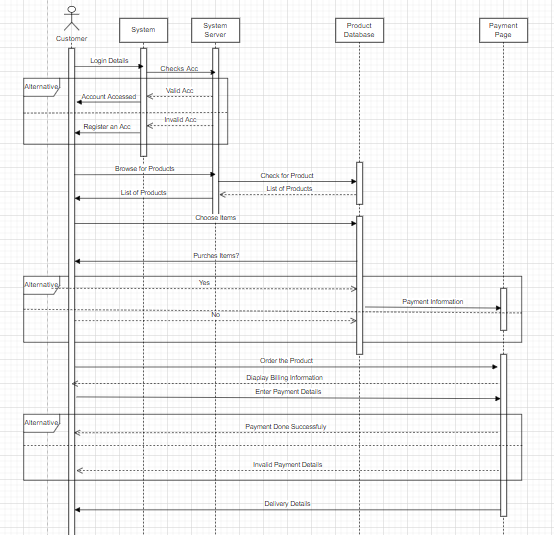 Customer
System
System
Server
Product
Database
Payment
Page
Login Details
Checks Acc
Alternative
Valid Acc
Account Accessed
Invalid Acc
Register an Acc
Browse for Products
Check for Product
List of Products
List of Products
Choose Items
Purches Items?
Alternative
Yes
Payment Information
No
Order the Product
Diaplay Billing Information
Enter Payment Details
Alternative
Payment Done Successfuly
Invalid Payment Details
Delivery Details